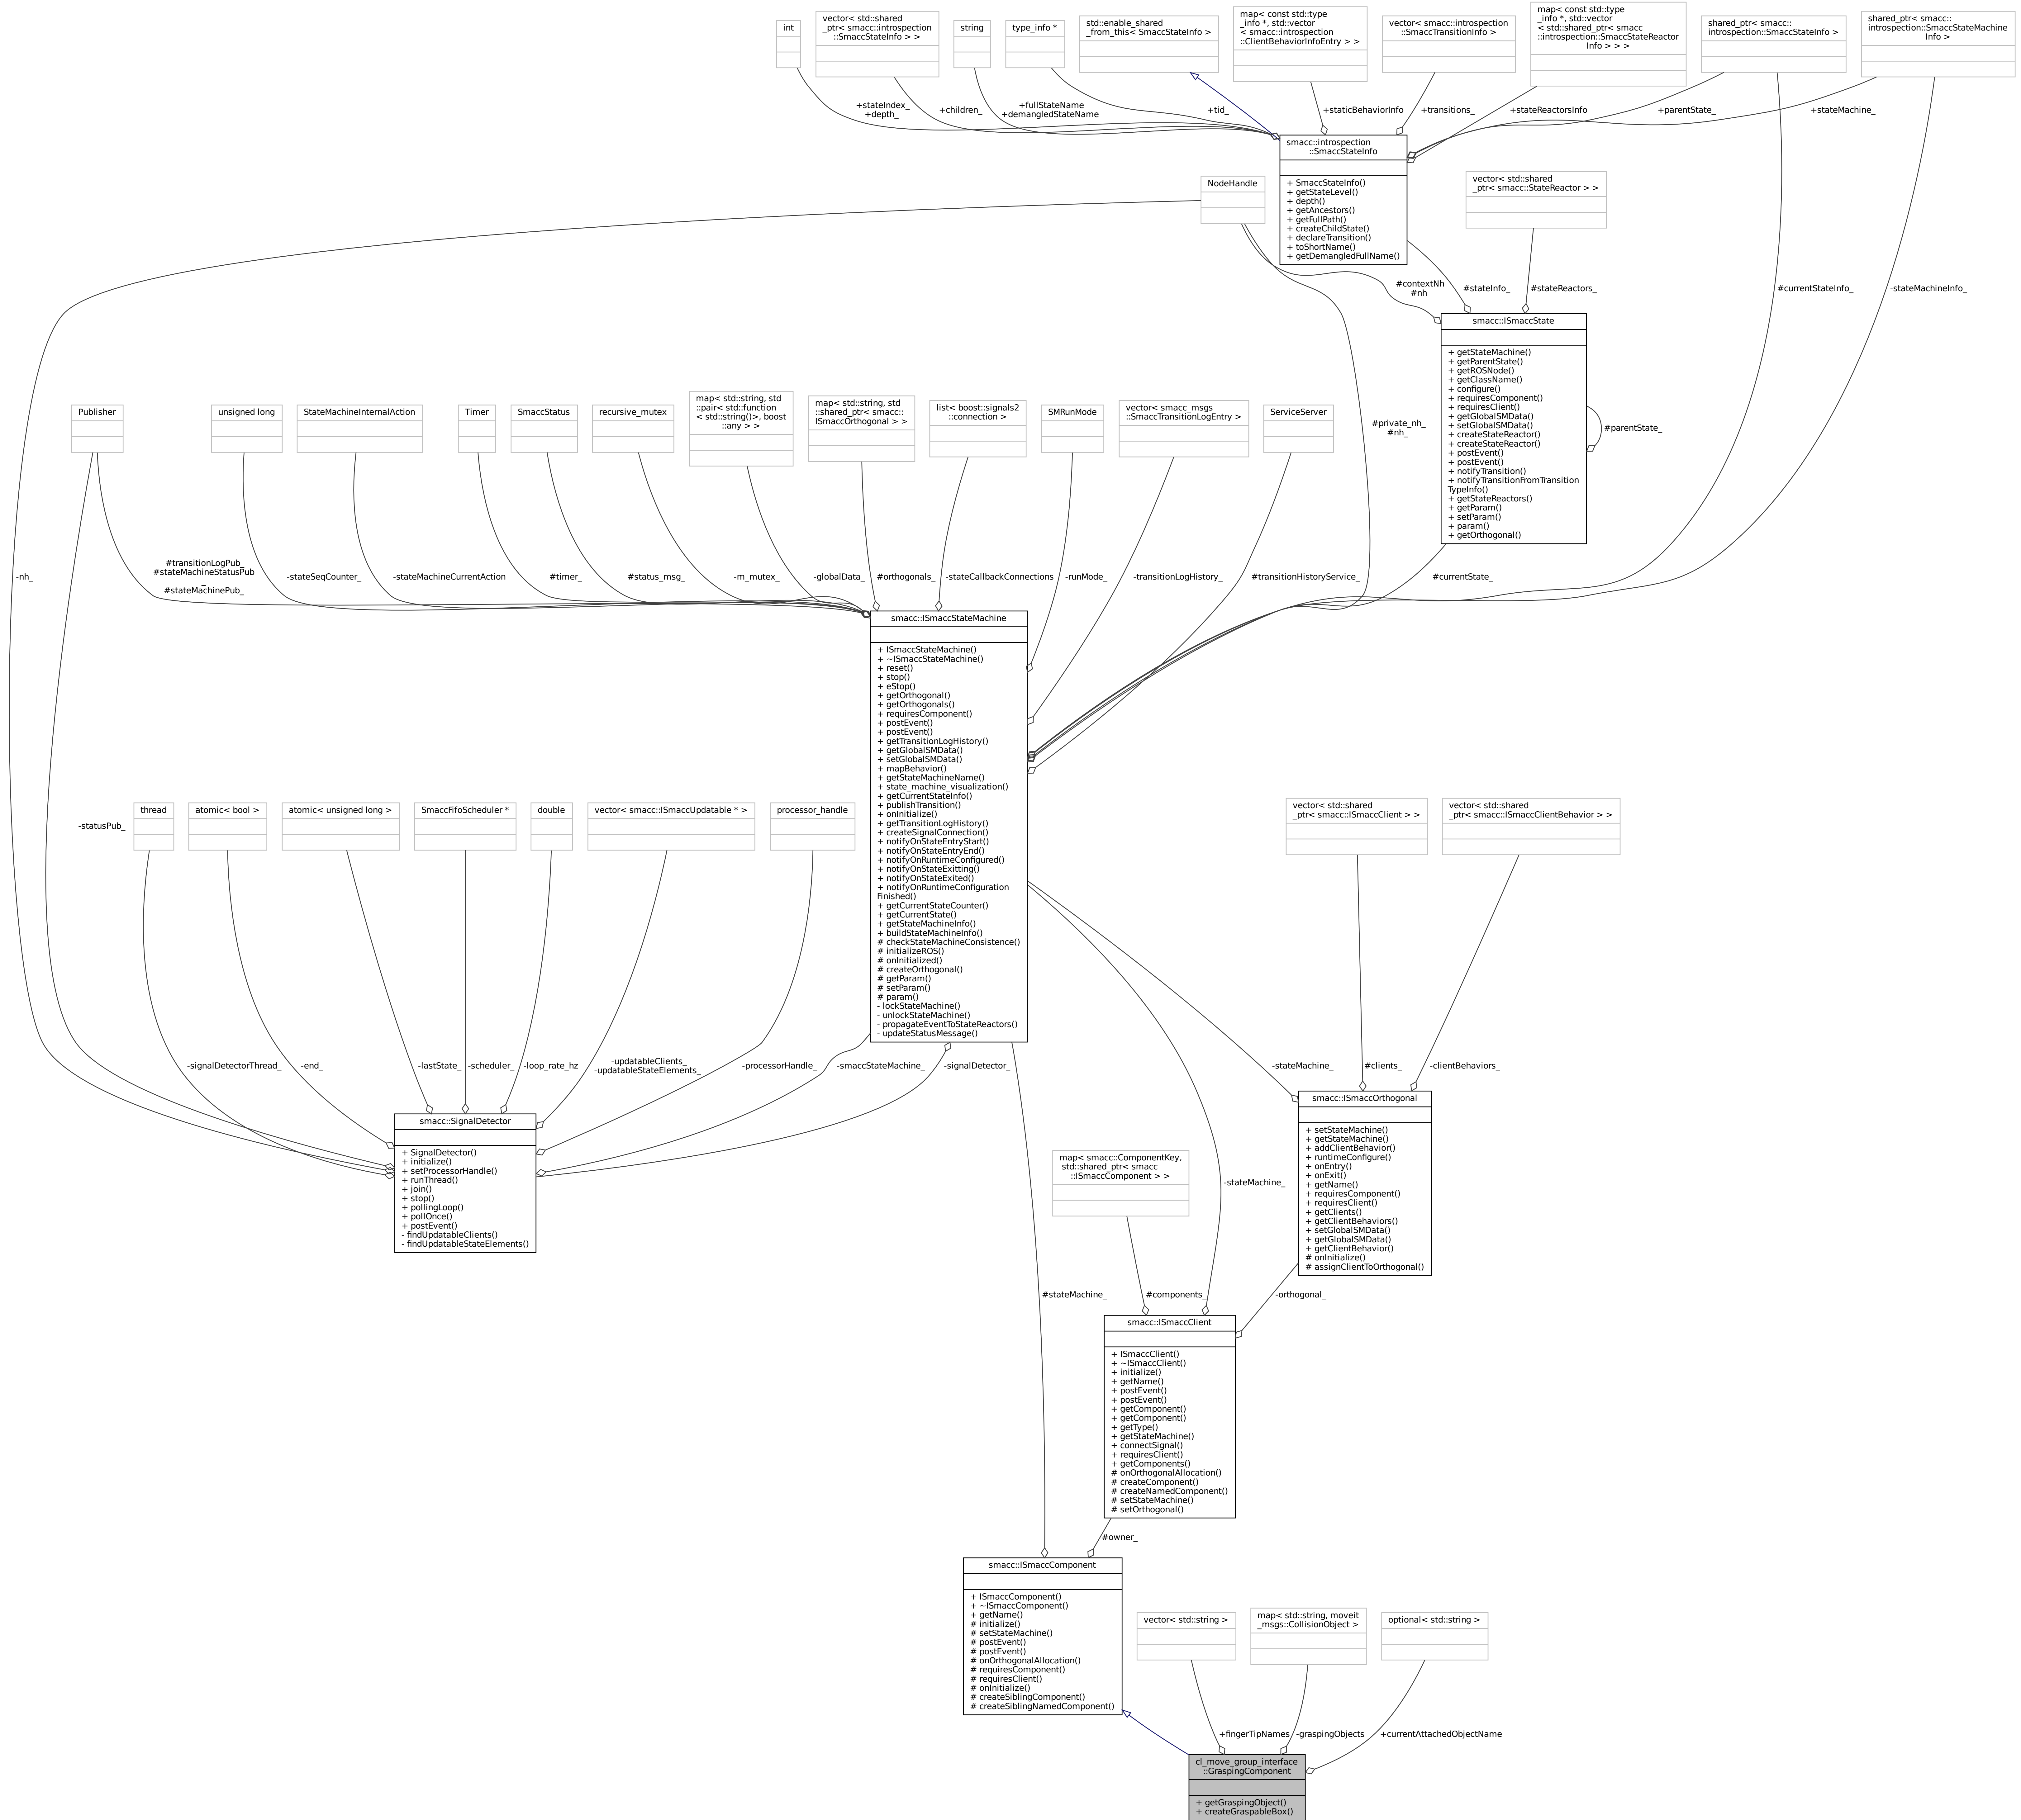 int
vector< std::shared
_ptr< smacc::introspection
::SmaccStateInfo > >
string
type_info *
std::enable_shared
_from_this< SmaccStateInfo >
map< const std::type
_info *, std::vector
< smacc::introspection
::ClientBehaviorInfoEntry > >
vector< smacc::introspection
::SmaccTransitionInfo >
map< const std::type
_info *, std::vector
< std::shared_ptr< smacc
::introspection::SmaccStateReactor
Info > > >
shared_ptr< smacc::
introspection::SmaccStateInfo >
shared_ptr< smacc::
introspection::SmaccStateMachine
Info >
+stateIndex_
+depth_
+children_
+fullStateName
+demangledStateName
+tid_
+staticBehaviorInfo
+transitions_
+stateReactorsInfo
+parentState_
+stateMachine_
smacc::introspection
::SmaccStateInfo
+ SmaccStateInfo()
+ getStateLevel()
+ depth()
+ getAncestors()
+ getFullPath()
+ createChildState()
+ declareTransition()
+ toShortName()
+ getDemangledFullName()
NodeHandle
vector< std::shared
_ptr< smacc::StateReactor > >
#contextNh
#nh
#stateInfo_
#stateReactors_
#currentStateInfo_
-stateMachineInfo_
smacc::ISmaccState
+ getStateMachine()
+ getParentState()
+ getROSNode()
+ getClassName()
+ configure()
+ requiresComponent()
+ requiresClient()
+ getGlobalSMData()
+ setGlobalSMData()
+ createStateReactor()
+ createStateReactor()
+ postEvent()
+ postEvent()
+ notifyTransition()
+ notifyTransitionFromTransition
TypeInfo()
+ getStateReactors()
+ getParam()
+ setParam()
+ param()
+ getOrthogonal()
#parentState_
Publisher
unsigned long
StateMachineInternalAction
Timer
SmaccStatus
recursive_mutex
map< std::string, std
::pair< std::function
< std::string()>, boost
::any > >
map< std::string, std
::shared_ptr< smacc::
ISmaccOrthogonal > >
list< boost::signals2
::connection >
SMRunMode
vector< smacc_msgs
::SmaccTransitionLogEntry >
ServiceServer
#private_nh_
#nh_
-nh_
#transitionLogPub_
#stateMachineStatusPub
_
#stateMachinePub_
-stateSeqCounter_
-stateMachineCurrentAction
#timer_
#status_msg_
-m_mutex_
-globalData_
#orthogonals_
-stateCallbackConnections
-runMode_
-transitionLogHistory_
#transitionHistoryService_
#currentState_
smacc::ISmaccStateMachine
+ ISmaccStateMachine()
+ ~ISmaccStateMachine()
+ reset()
+ stop()
+ eStop()
+ getOrthogonal()
+ getOrthogonals()
+ requiresComponent()
+ postEvent()
+ postEvent()
+ getTransitionLogHistory()
+ getGlobalSMData()
+ setGlobalSMData()
+ mapBehavior()
+ getStateMachineName()
+ state_machine_visualization()
+ getCurrentStateInfo()
+ publishTransition()
+ onInitialize()
+ getTransitionLogHistory()
+ createSignalConnection()
+ notifyOnStateEntryStart()
+ notifyOnStateEntryEnd()
+ notifyOnRuntimeConfigured()
+ notifyOnStateExitting()
+ notifyOnStateExited()
+ notifyOnRuntimeConfiguration
Finished()
+ getCurrentStateCounter()
+ getCurrentState()
+ getStateMachineInfo()
+ buildStateMachineInfo()
# checkStateMachineConsistence()
# initializeROS()
# onInitialized()
# createOrthogonal()
# getParam()
# setParam()
# param()
- lockStateMachine()
- unlockStateMachine()
- propagateEventToStateReactors()
- updateStatusMessage()
-statusPub_
thread
atomic< bool >
atomic< unsigned long >
SmaccFifoScheduler *
double
vector< smacc::ISmaccUpdatable * >
processor_handle
vector< std::shared
_ptr< smacc::ISmaccClient > >
vector< std::shared
_ptr< smacc::ISmaccClientBehavior > >
-signalDetectorThread_
-end_
-lastState_
-scheduler_
-loop_rate_hz
-updatableClients_
-updatableStateElements_
-processorHandle_
-smaccStateMachine_
-signalDetector_
-stateMachine_
#clients_
-clientBehaviors_
smacc::SignalDetector
+ SignalDetector()
+ initialize()
+ setProcessorHandle()
+ runThread()
+ join()
+ stop()
+ pollingLoop()
+ pollOnce()
+ postEvent()
- findUpdatableClients()
- findUpdatableStateElements()
smacc::ISmaccOrthogonal
+ setStateMachine()
+ getStateMachine()
+ addClientBehavior()
+ runtimeConfigure()
+ onEntry()
+ onExit()
+ getName()
+ requiresComponent()
+ requiresClient()
+ getClients()
+ getClientBehaviors()
+ setGlobalSMData()
+ getGlobalSMData()
+ getClientBehavior()
# onInitialize()
# assignClientToOrthogonal()
map< smacc::ComponentKey,
std::shared_ptr< smacc
::ISmaccComponent > >
-stateMachine_
#stateMachine_
#components_
-orthogonal_
smacc::ISmaccClient
+ ISmaccClient()
+ ~ISmaccClient()
+ initialize()
+ getName()
+ postEvent()
+ postEvent()
+ getComponent()
+ getComponent()
+ getType()
+ getStateMachine()
+ connectSignal()
+ requiresClient()
+ getComponents()
# onOrthogonalAllocation()
# createComponent()
# createNamedComponent()
# setStateMachine()
# setOrthogonal()
#owner_
smacc::ISmaccComponent
+ ISmaccComponent()
+ ~ISmaccComponent()
+ getName()
# initialize()
# setStateMachine()
# postEvent()
# postEvent()
# onOrthogonalAllocation()
# requiresComponent()
# requiresClient()
# onInitialize()
# createSiblingComponent()
# createSiblingNamedComponent()
vector< std::string >
map< std::string, moveit
_msgs::CollisionObject >
optional< std::string >
+fingerTipNames
-graspingObjects
+currentAttachedObjectName
cl_move_group_interface
::GraspingComponent
+ getGraspingObject()
+ createGraspableBox()